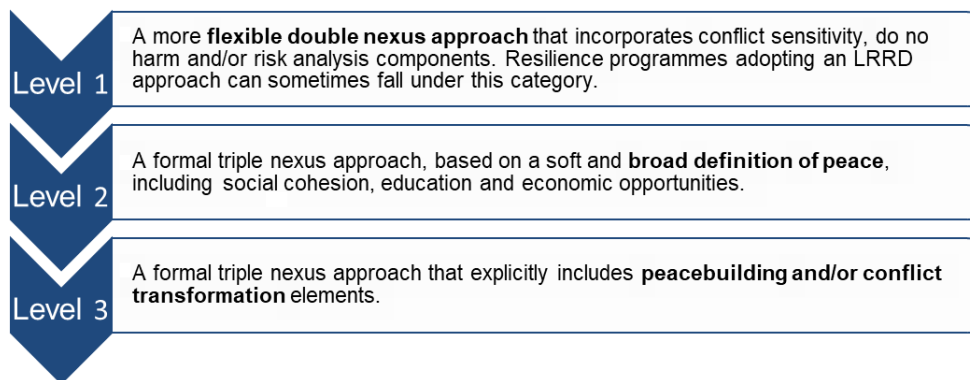 Level 1
A more flexible double nexus approach that incorporates conflict sensitivity, do no
harm and/or risk analysis components. Resilience programmes adopting an LRRD
approach can sometimes fall under this category.
Level 2
A formal triple nexus approach, based on a soft and broad definition of peace,
including social cohesion, education and economic opportunities.
Level 3
A formal triple nexus approach that explicitly includes peacebuilding and/or conflict
transformation elements.